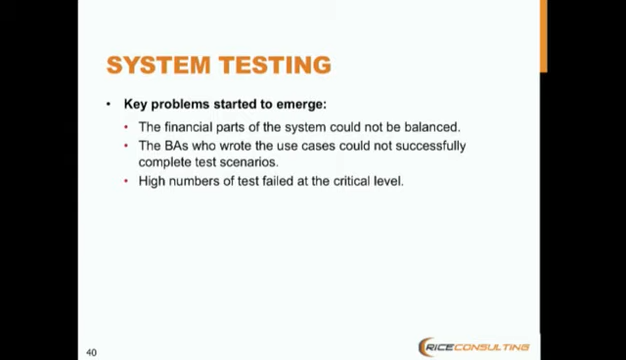 SYSTEM TESTING
• Key problems started to emerge:
• The financial parts of the system could not be balanced.
• The BAs who wrote the use cases could not successfully
complete test scenarios.
• High numbers of test failed at the critical level.
40
RICECONSULTING